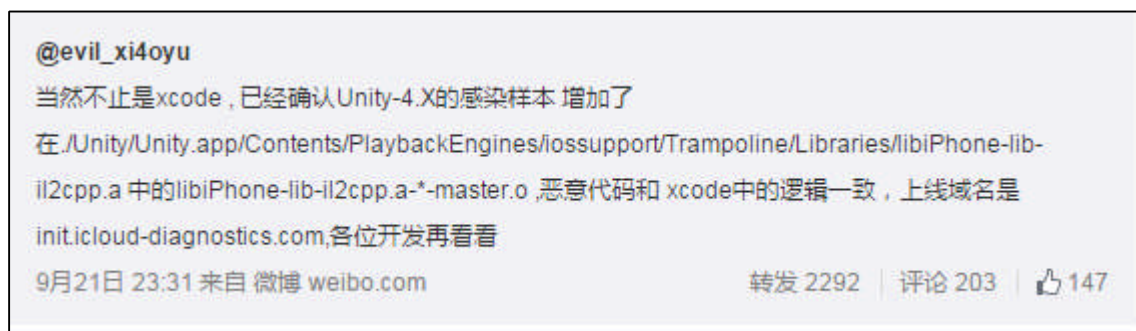 @evil_xi4oyu
当然不止是xcode , 已经确认Unity-4.X的感染样本 增加了
在./Unity/Unity.app/Contents/PlaybackEngines/iossupport/Trampoline/Libraries/libiPhone-lib-
il2cpp.a 中的libiPhone-lib-il2cpp.a-*-master.o ,恶意代码和 xcode中的逻辑一致，上线域名是
init.icloud-diagnostics.com,各位开发再看看
9月21日 23:31 来自 微博 weibo.com 转发 2292 评论 203 147